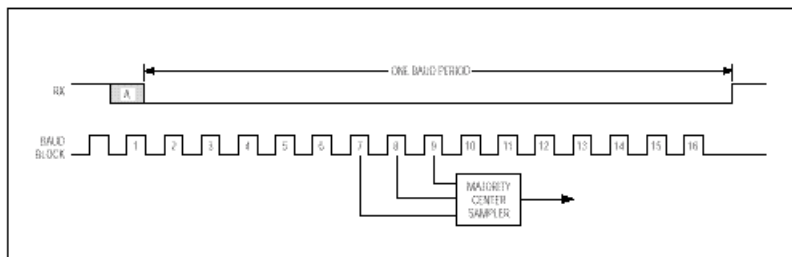 ONE BAUD PERIOD
RX
A
BAUD
BLOCK
1 2 3 4 5 6 7 8 9 10 11 12 13 14 15 16
MAJORITY
CENTER
SAMPLER